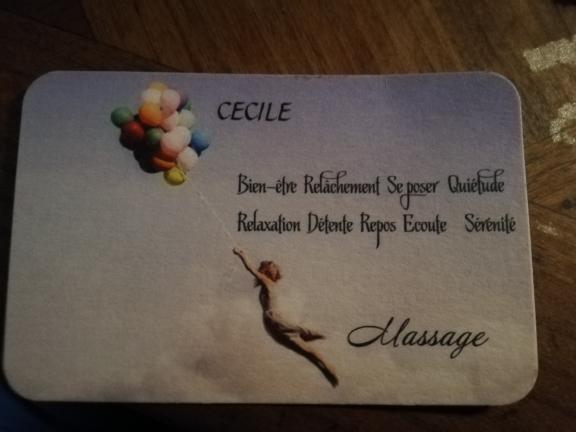 CECILE
Bien-être Relâchement Se poser Quiétude
Relaxation Détente Repos Ecoute Sérénité
Massage